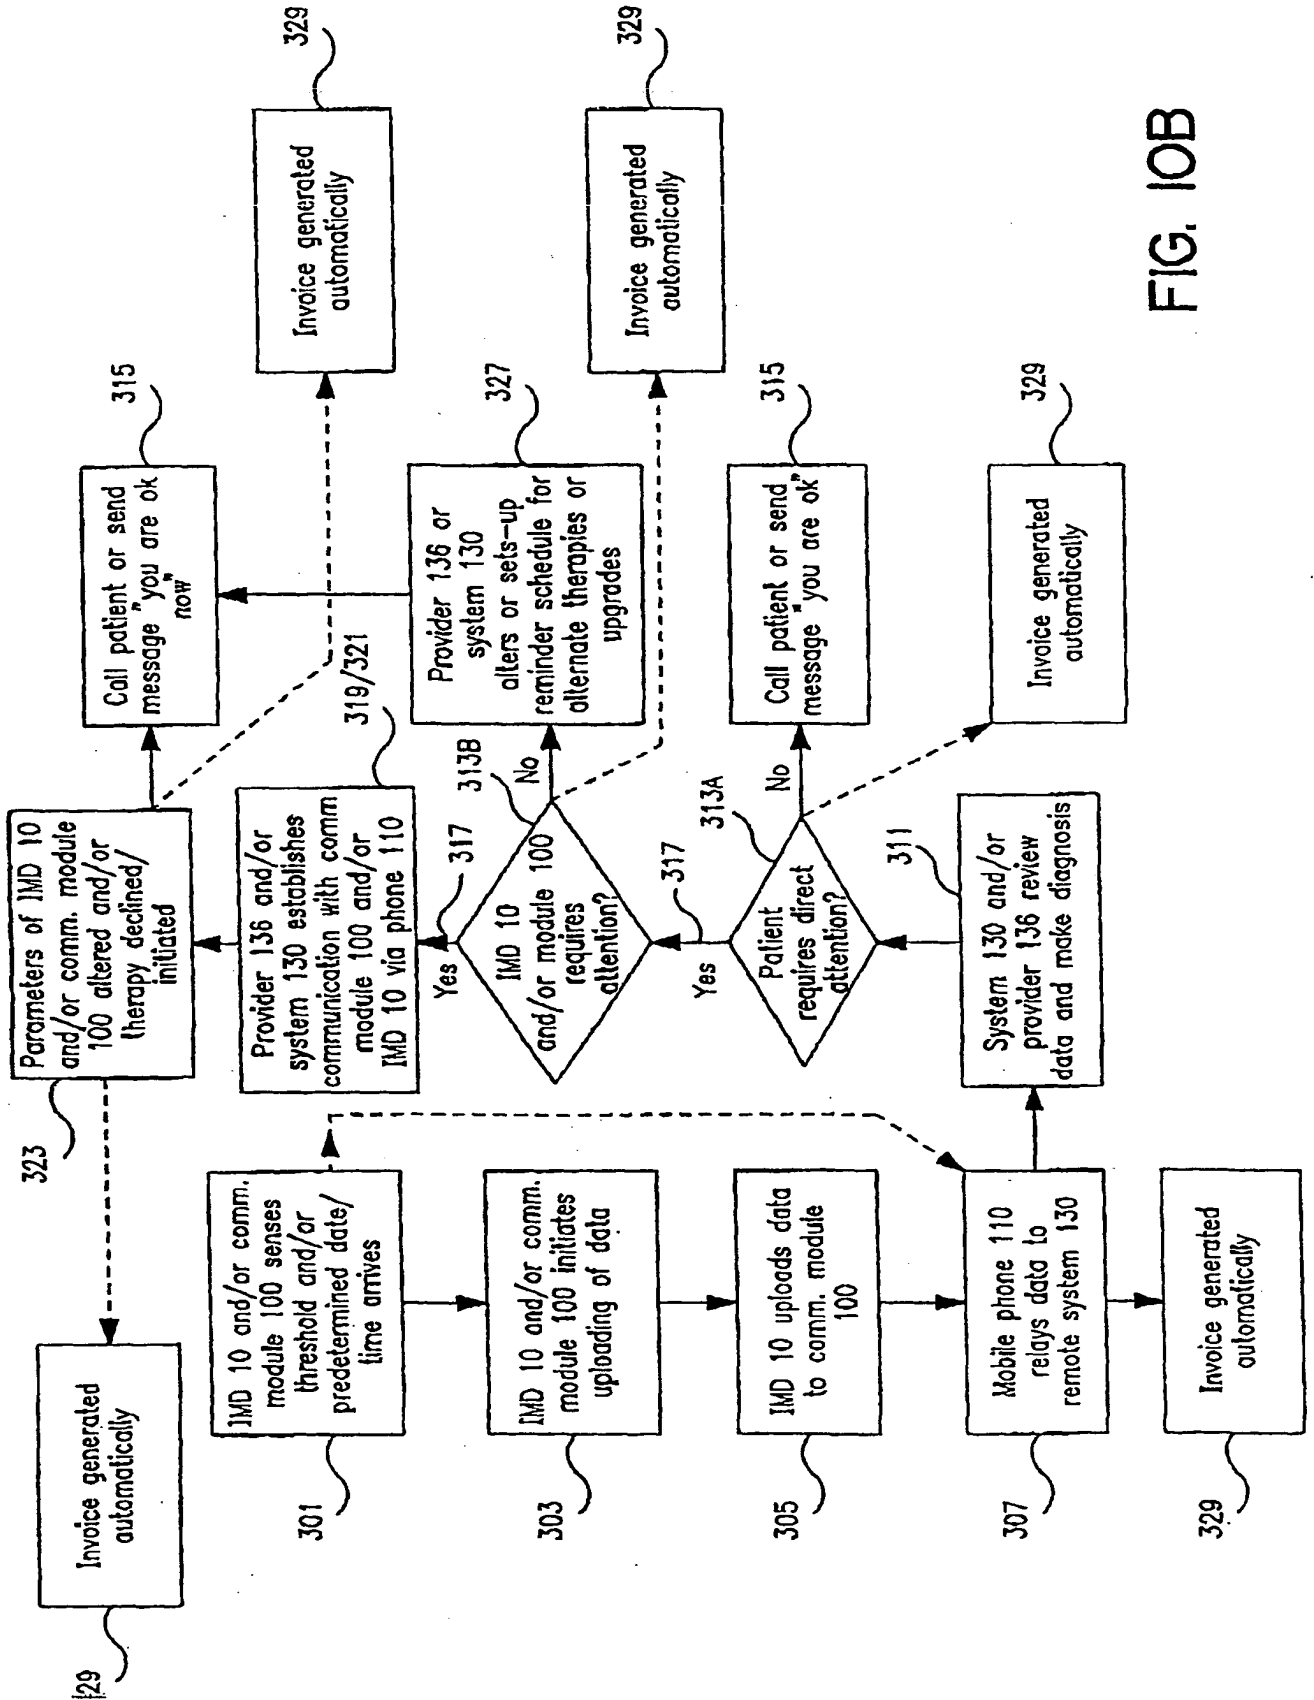 Invoice generated
automatically
129
Parameters of IMD 10
and/or comm. module
100 altered and/or
therapy declined/
initiated
323
Call patient or send
message "you are ok
now"
315
Invoice generated
automatically
329
IMD 10 and/or comm.
module 100 senses
threshold and/or
predetermined date/
time arrives
301
Provider 136 and/or
system 130 establishes
communication with comm
module 100 and/or
IMD 10 via phone 110
319/321
Yes
317
IMD 10
and/or module 100
requires
attention?
313B
No
Provider 136 or
system 130
alters or sets-up
reminder schedule for
alternate therapies or
upgrades
327
Invoice generated
automatically
329
IMD 10 and/or comm.
module 100 initiates
uploading of data
303
Yes
317
Patient
requires direct
attention?
313A
No
Call patient or send
message "you are ok"
315
IMD 10 uploads data
to comm. module
100
305
System 130 and/or
provider 136 review
data and make diagnosis
311
Invoice generated
automatically
329
Mobile phone 110
relays data to
remote system 130
307
Invoice generated
automatically
329
FIG. 10B